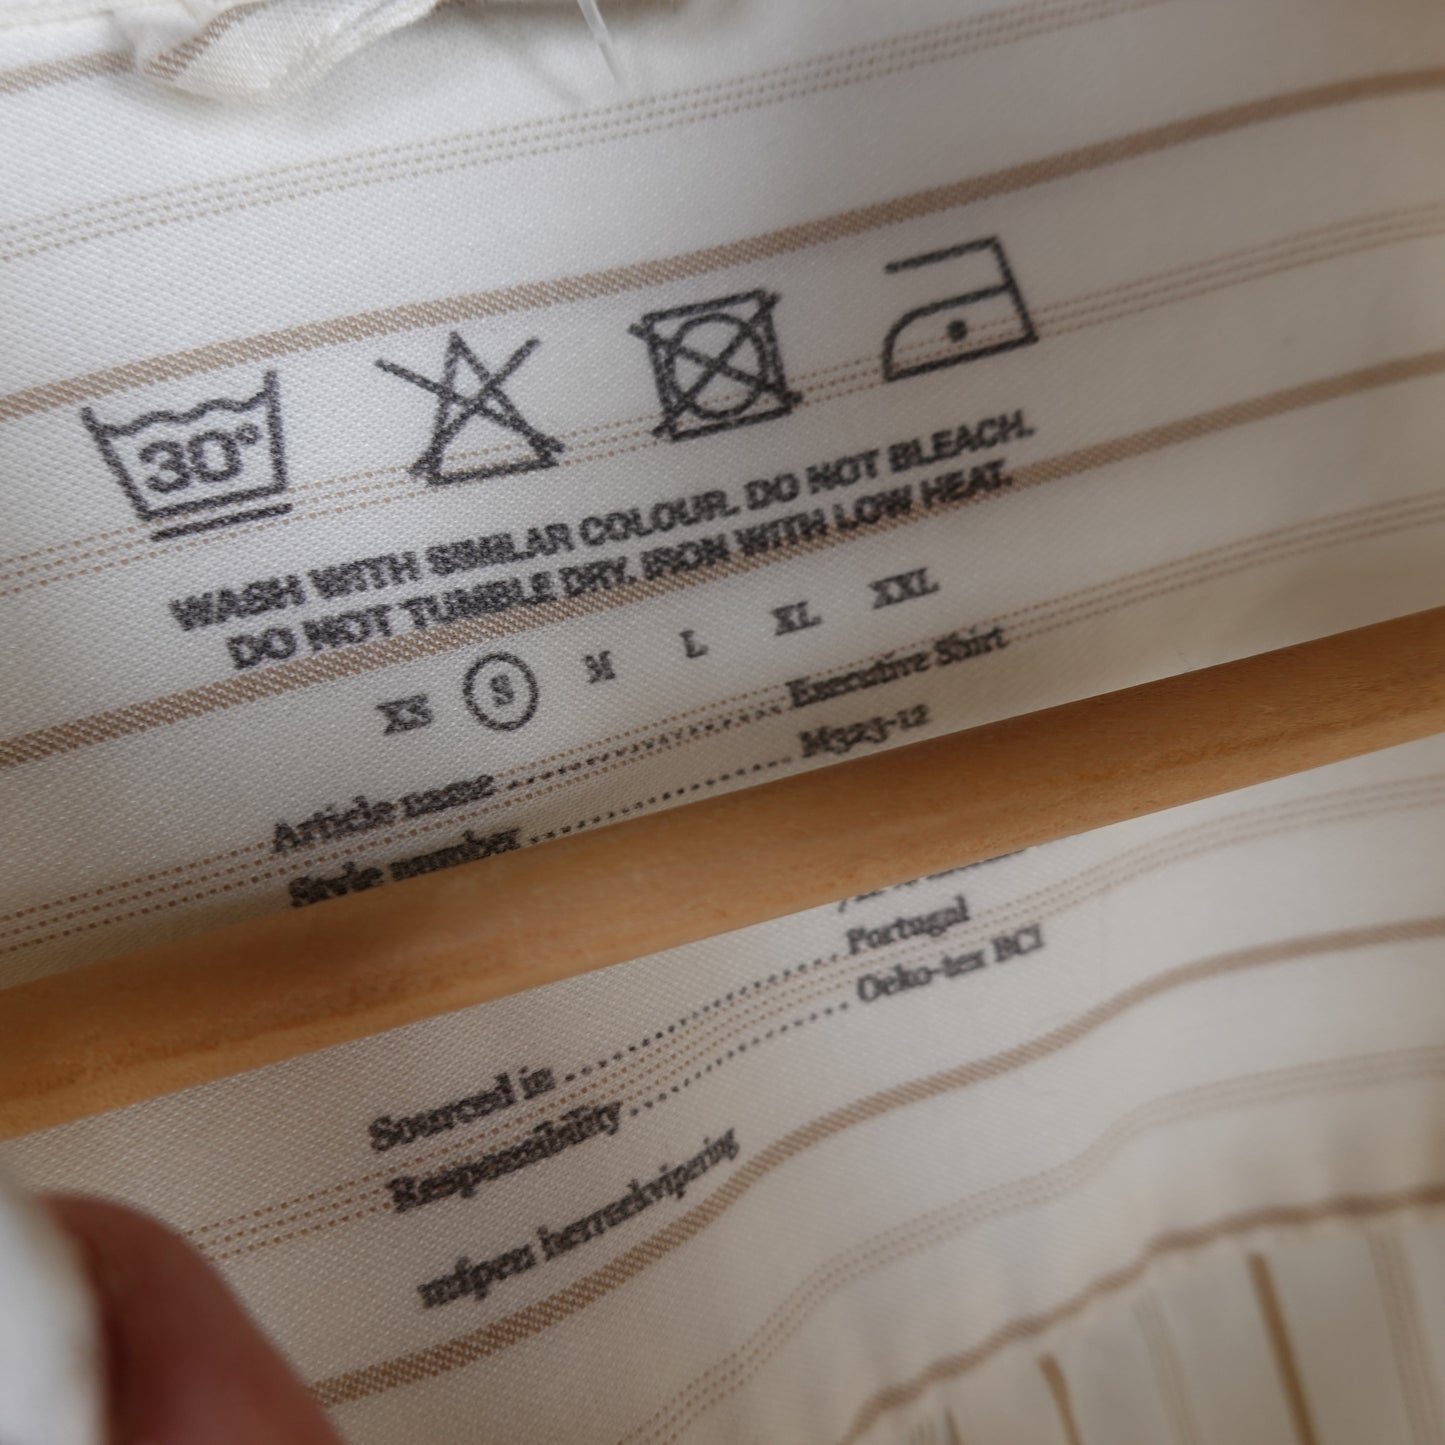 30°
WASH WITH SIMILAR COLOUR. DO NOT BLEACH.
DO NOT TUMBLE DRY. IRON WITH LOW HEAT.
XS S M L XL XXL
Article name Executive Shirt
Style number M323-12
Sourced in Portugal
Responsibility Oeko-tex BCI
herreekvipering